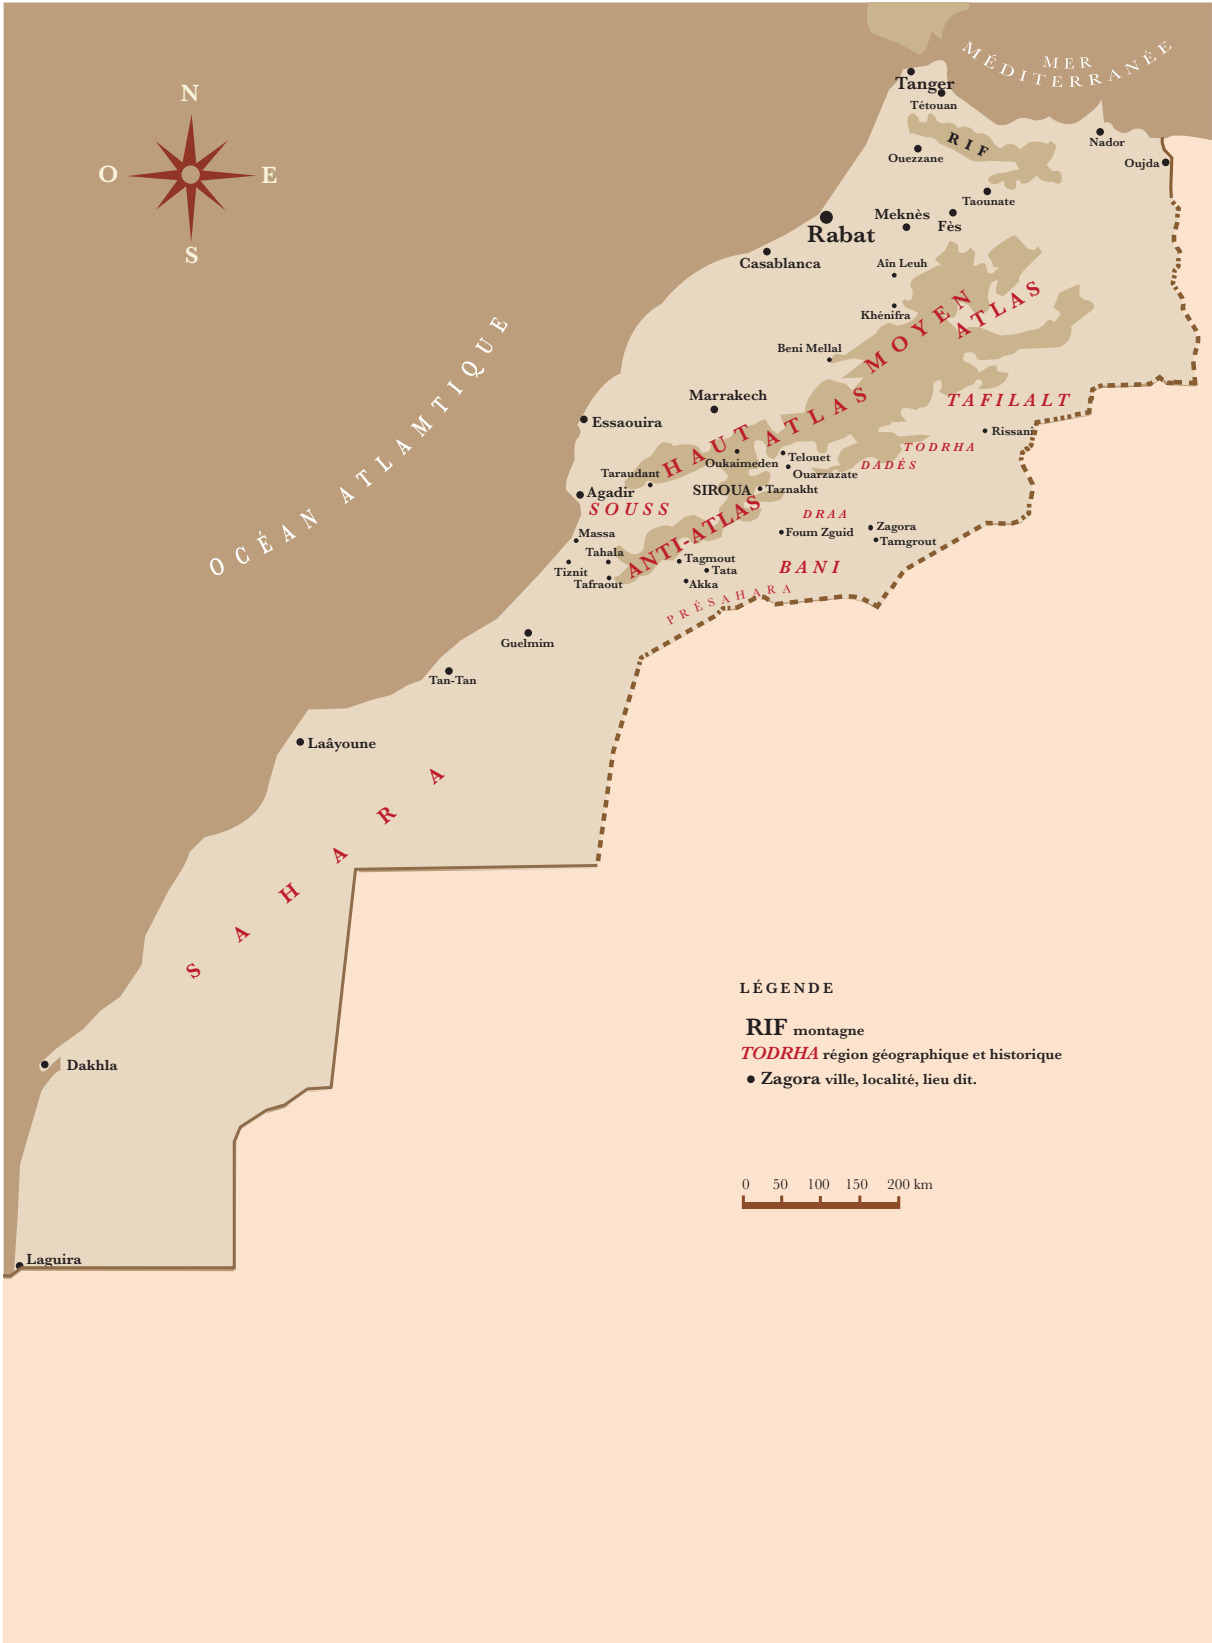 N
O
E
S
MER
MÉDITERRANÉE
OCÉAN ATLAMTIQUE
Tanger
Tétouan
RIF
Nador
Ouezzane
Oujda
Taounate
Meknès
Fès
Rabat
Casablanca
Aîn Leuh
MOYEN
ATLAS
Khénifra
Beni Mellal
Marrakech
TAFILALT
Essaouira
HAUT ATLAS
Rissani
TODRHA
Telouet
Oukaimeden
DADÉS
Taraudant
Ouarzazate
SIROUA
Taznakht
Agadir
SOUSS
DRAA
ANTI-ATLAS
Massa
Foum Zguid
Zagora
Tamgrout
Tahala
Tagmout
Tiznit
Tata
BANI
Tafraout
Akka
PRÉSAHARA
Guelmim
Tan-Tan
Laâyoune
SAHARA
Dakhla
Laguira
LÉGENDE
RIF montagne
TODRHA région géographique et historique
Zagora ville, localité, lieu dit.
0 50 100 150 200 km